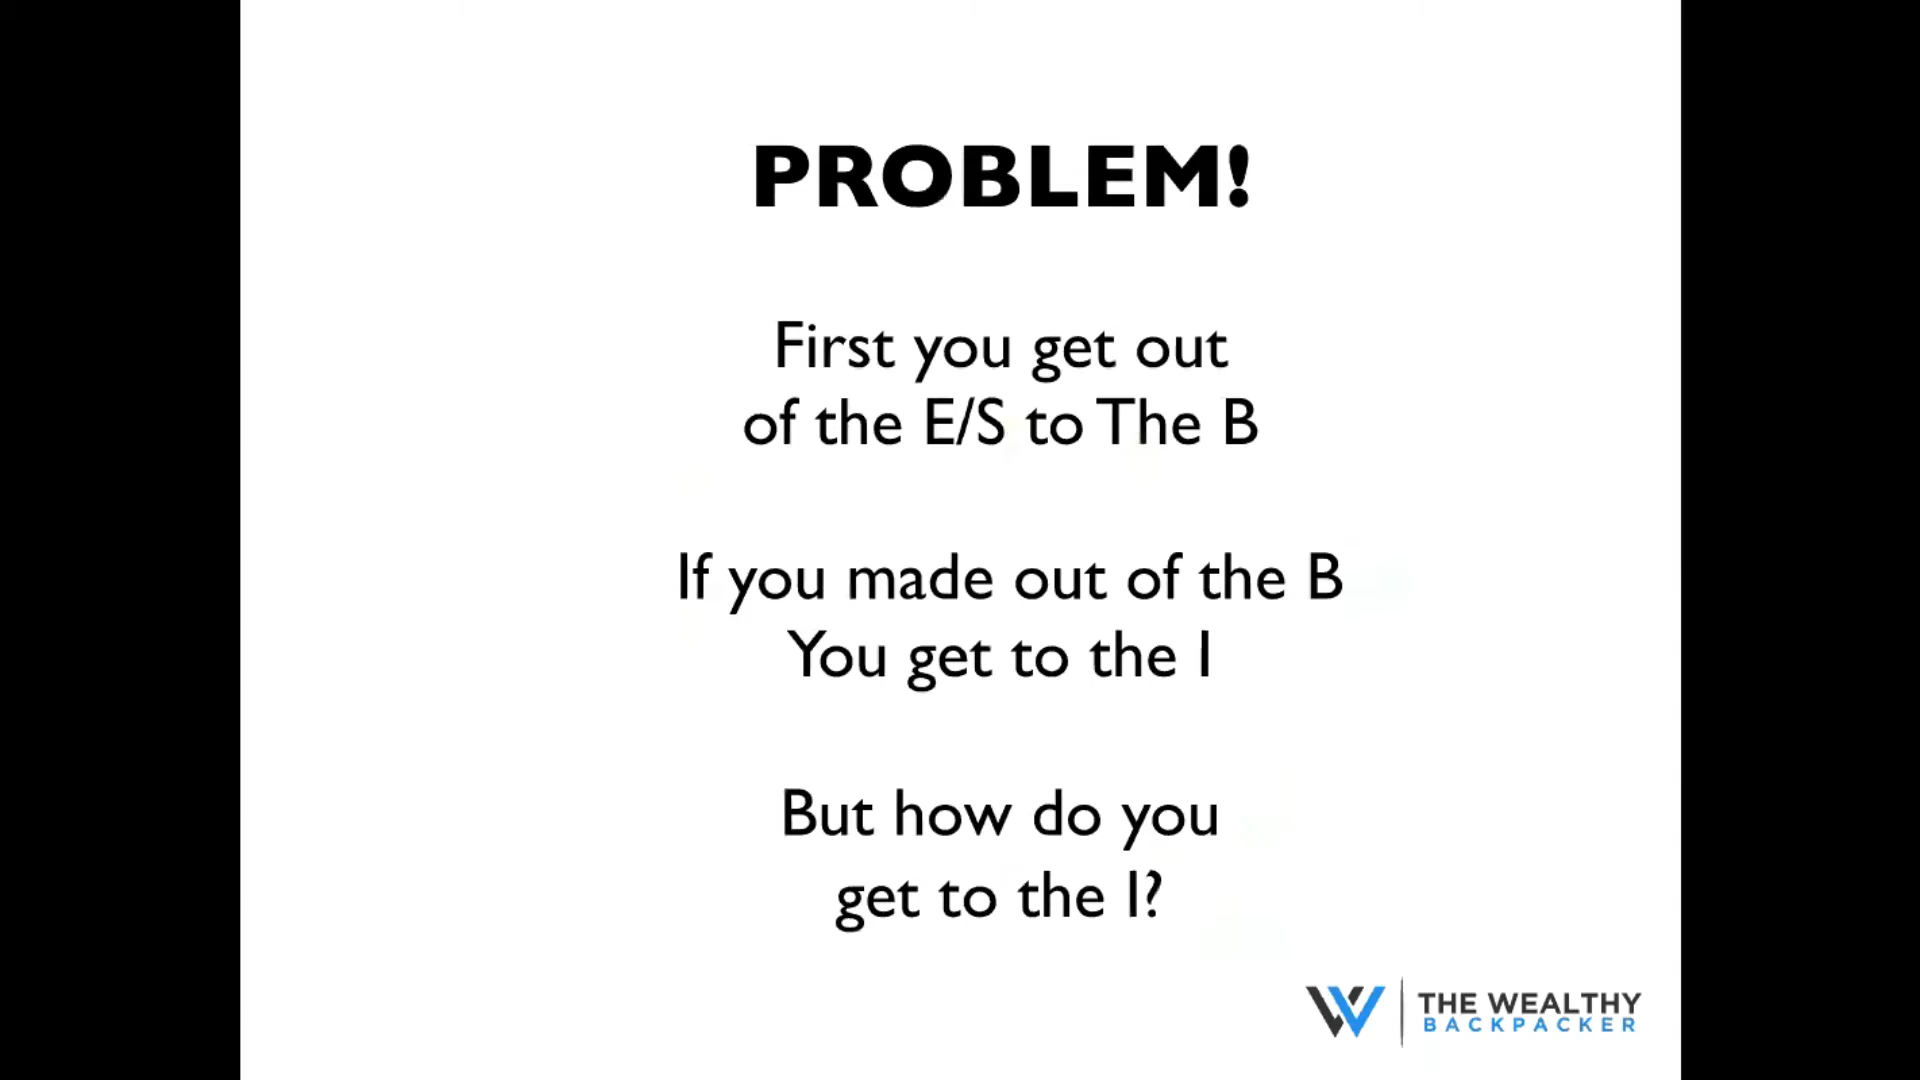 PROBLEM!
First you get out
of the E/S to The B
If you made out of the B
You get to the I
But how do you
get to the I?
THE WEALTHY
BACKPACKER